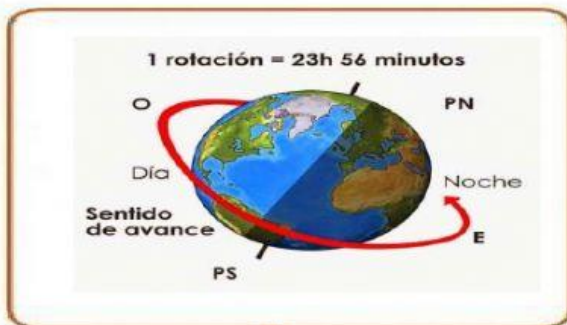 1 rotación = 23h 56 minutos
O
PN
Día
Noche
Sentido
de avance
E
PS